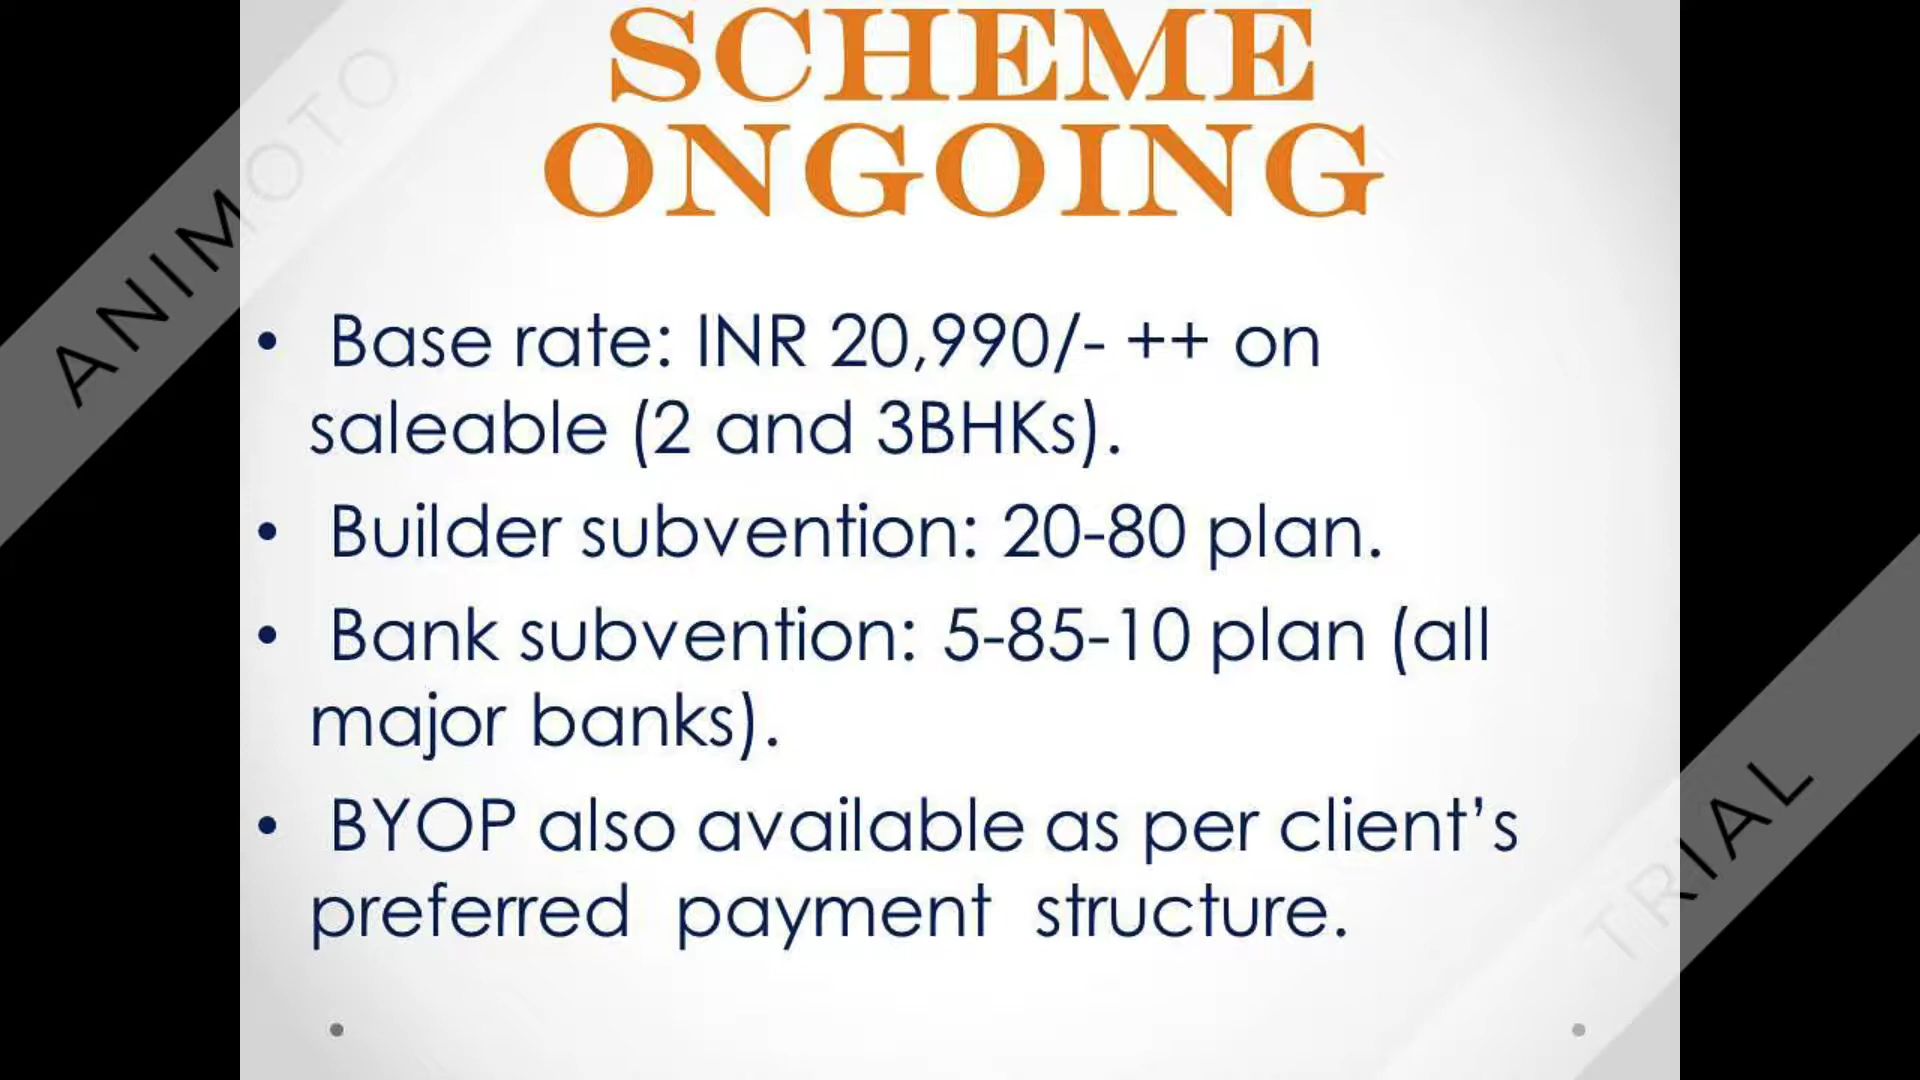 SCHEME
ONGOING
• Base rate: INR 20,990/- ++ on
saleable (2 and 3BHKs).
• Builder subvention: 20-80 plan.
• Bank subvention: 5-85-10 plan (all
major banks).
• BYOP also available as per client’s
preferred payment structure.
ANIMOTO
TRIAL